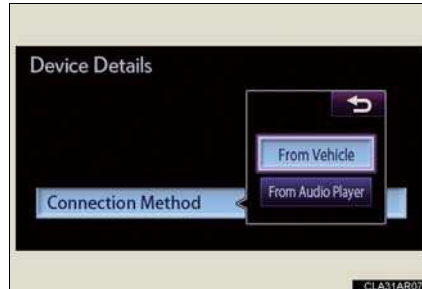 Device Details
From Vehicle
From Audio Player
Connection Method
CLA31AR07